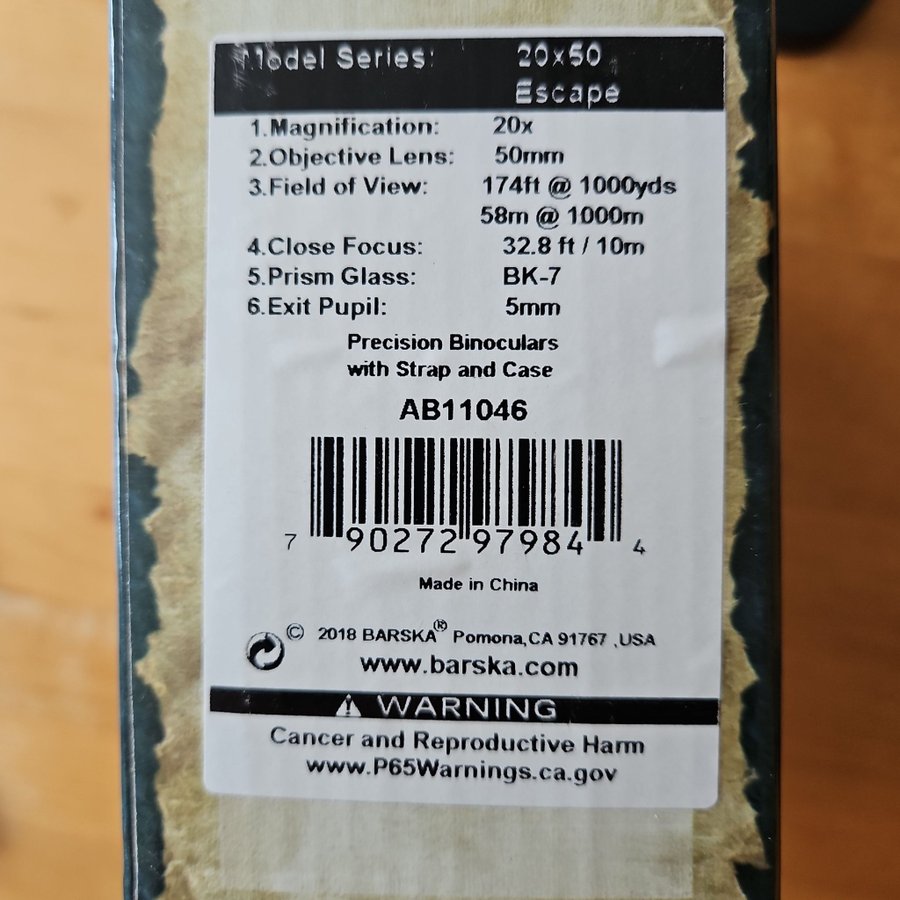 Model Series: 20x50
Escape
1.Magnification: 20x
2.Objective Lens: 50mm
3.Field of View: 174ft @ 1000yds
58m @ 1000m
4.Close Focus: 32.8 ft / 10m
5.Prism Glass: BK-7
6.Exit Pupil: 5mm
Precision Binoculars
with Strap and Case
AB11046
7 90272 97984 4
Made in China
© 2018 BARSKA® Pomona,CA 91767 ,USA
www.barska.com
WARNING
Cancer and Reproductive Harm
www.P65Warnings.ca.gov